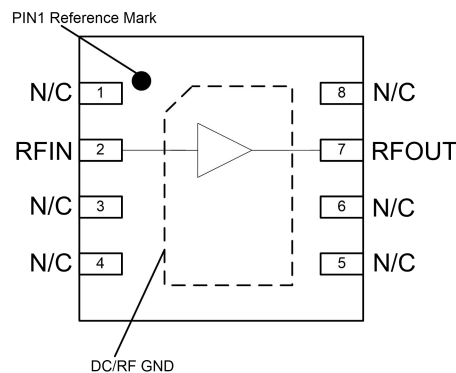 PIN1 Reference Mark
N/C 1 8 N/C
RFIN 2 7 RFOUT
N/C 3 6 N/C
N/C 4 5 N/C
DC/RF GND